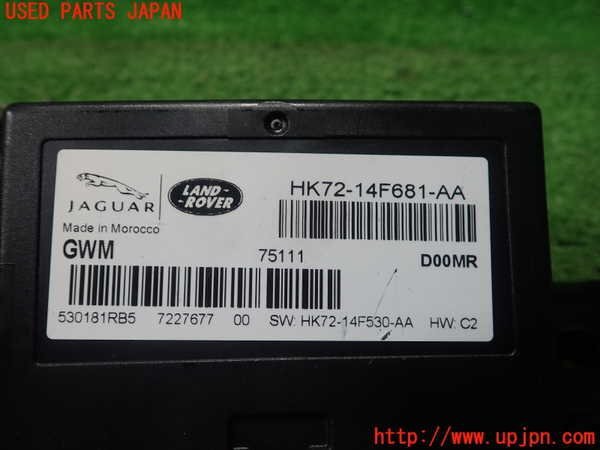 USED PARTS JAPAN
JAGUAR
LAND-
-ROVER
HK72-14F681-AA
Made in Morocco
GWM
75111
D00MR
530181RB5 7227677 00 SW: HK72-14F530-AA HW: C2
http://www.upjpn.com/